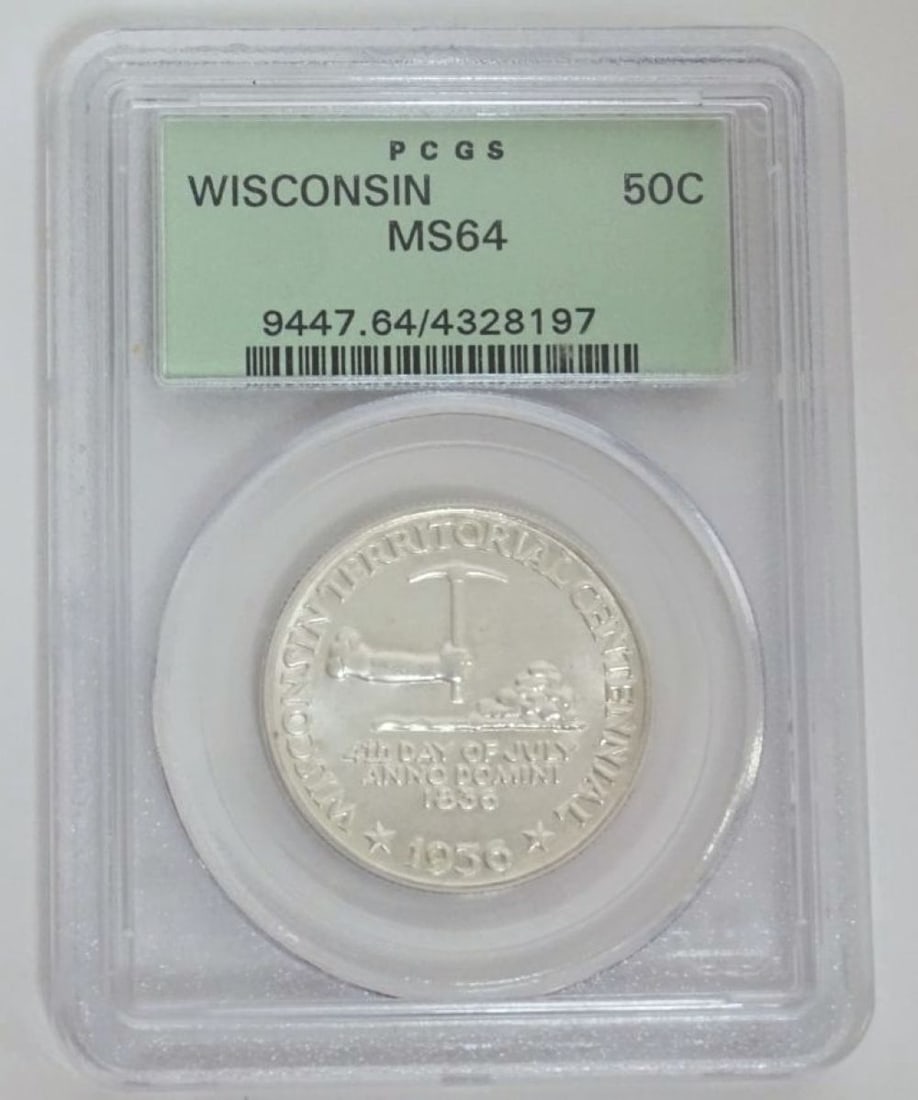 PCGS
WISCONSIN 50C
MS64
9447.64/4328197
WISCONSIN TERRITORIAL CENTENNIAL
4th DAY OF JULY
ANNO DOMINI
1836
★ 1936 ★